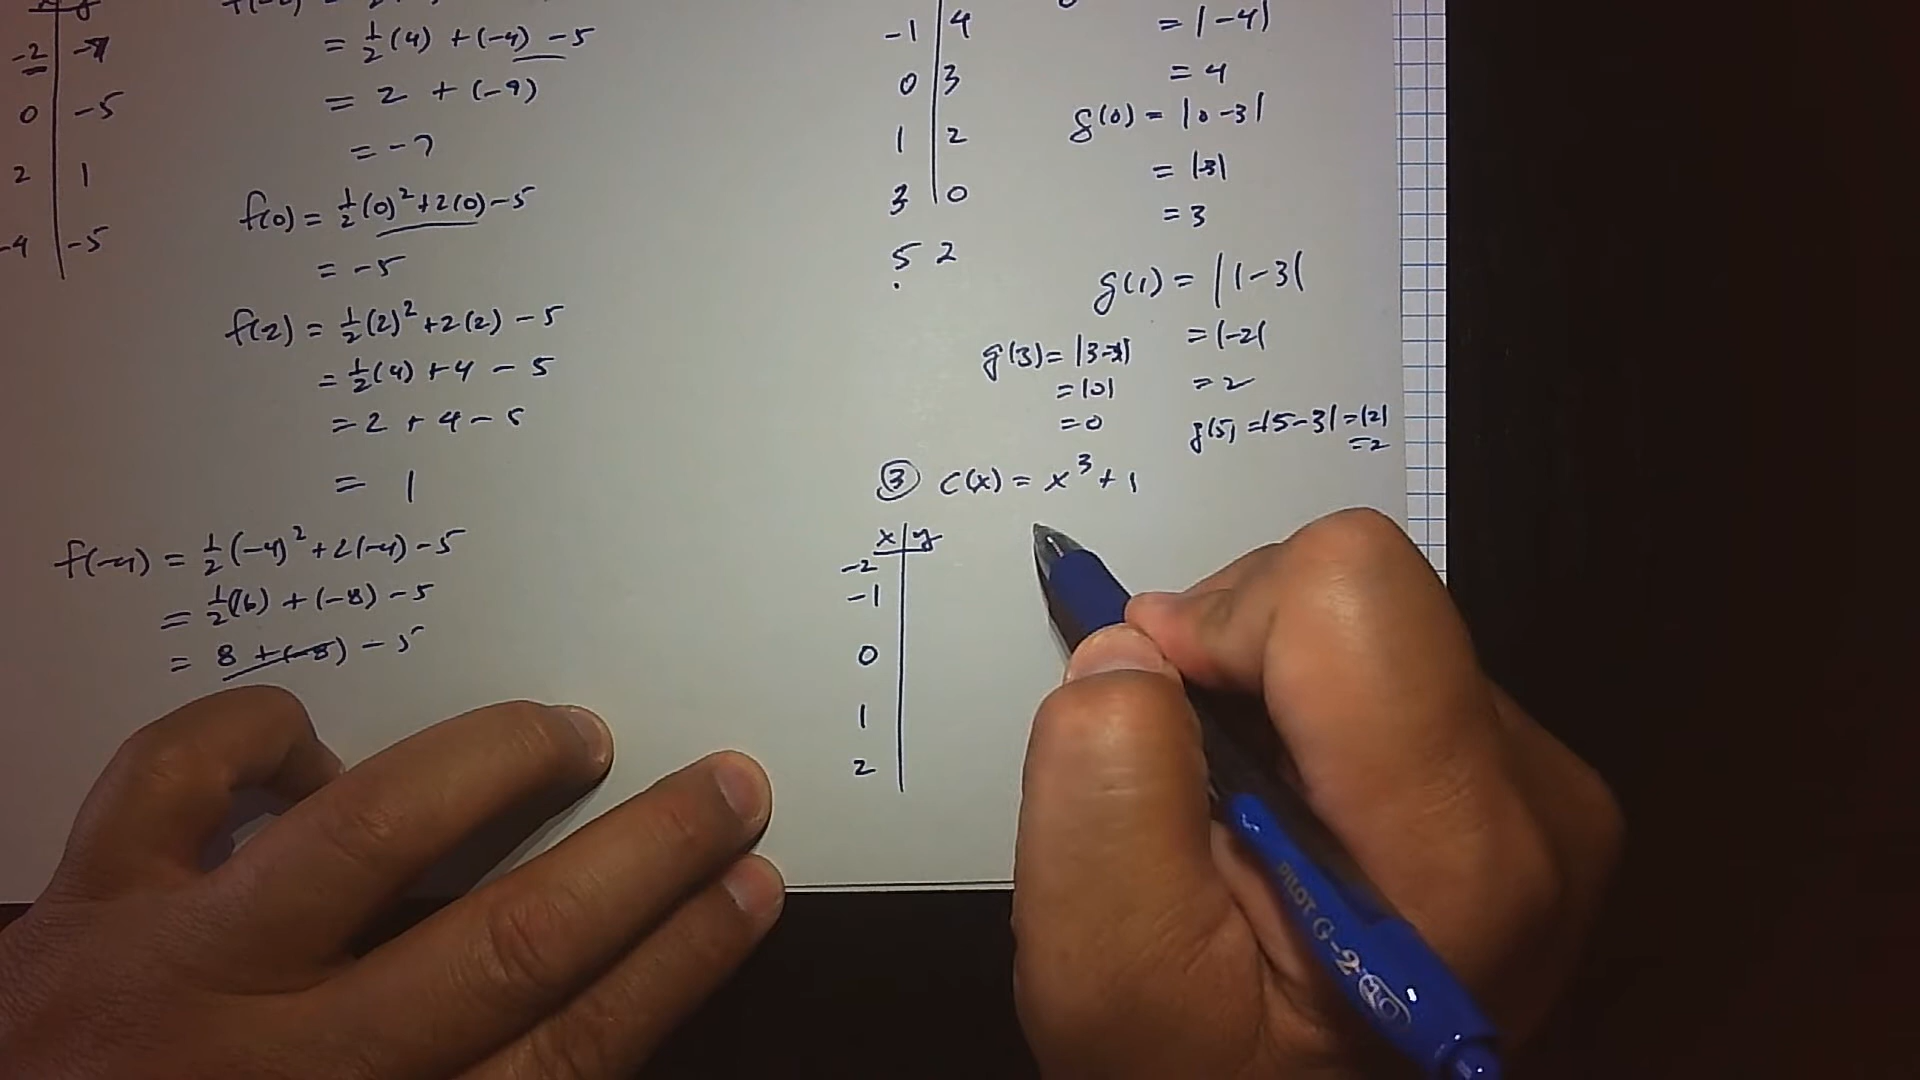 -2 -7
0 -5
2 1
-4 -5
= 1/2(4) + (-4) - 5
= 2 + (-9)
= -7
f(0) = 1/2(0)² + 2(0) - 5
= -5
f(2) = 1/2(2)² + 2(2) - 5
= 1/2(4) + 4 - 5
= 2 + 4 - 5
= 1
f(-4) = 1/2(-4)² + 2(-4) - 5
= 1/2(16) + (-8) - 5
= 8 + (-8) - 5
-1 4
0 3
1 2
3 0
5 2
= |-4|
= 4
g(0) = |0-3|
= |-3|
= 3
g(1) = |1-3|
= |-2|
= 2
g(3) = |3-3|
= |0|
= 0
g(5) = |5-3| = |2|
= 2
③ C(x) = x³ + 1
x y
-2
-1
0
1
2
PILOT G-2 10